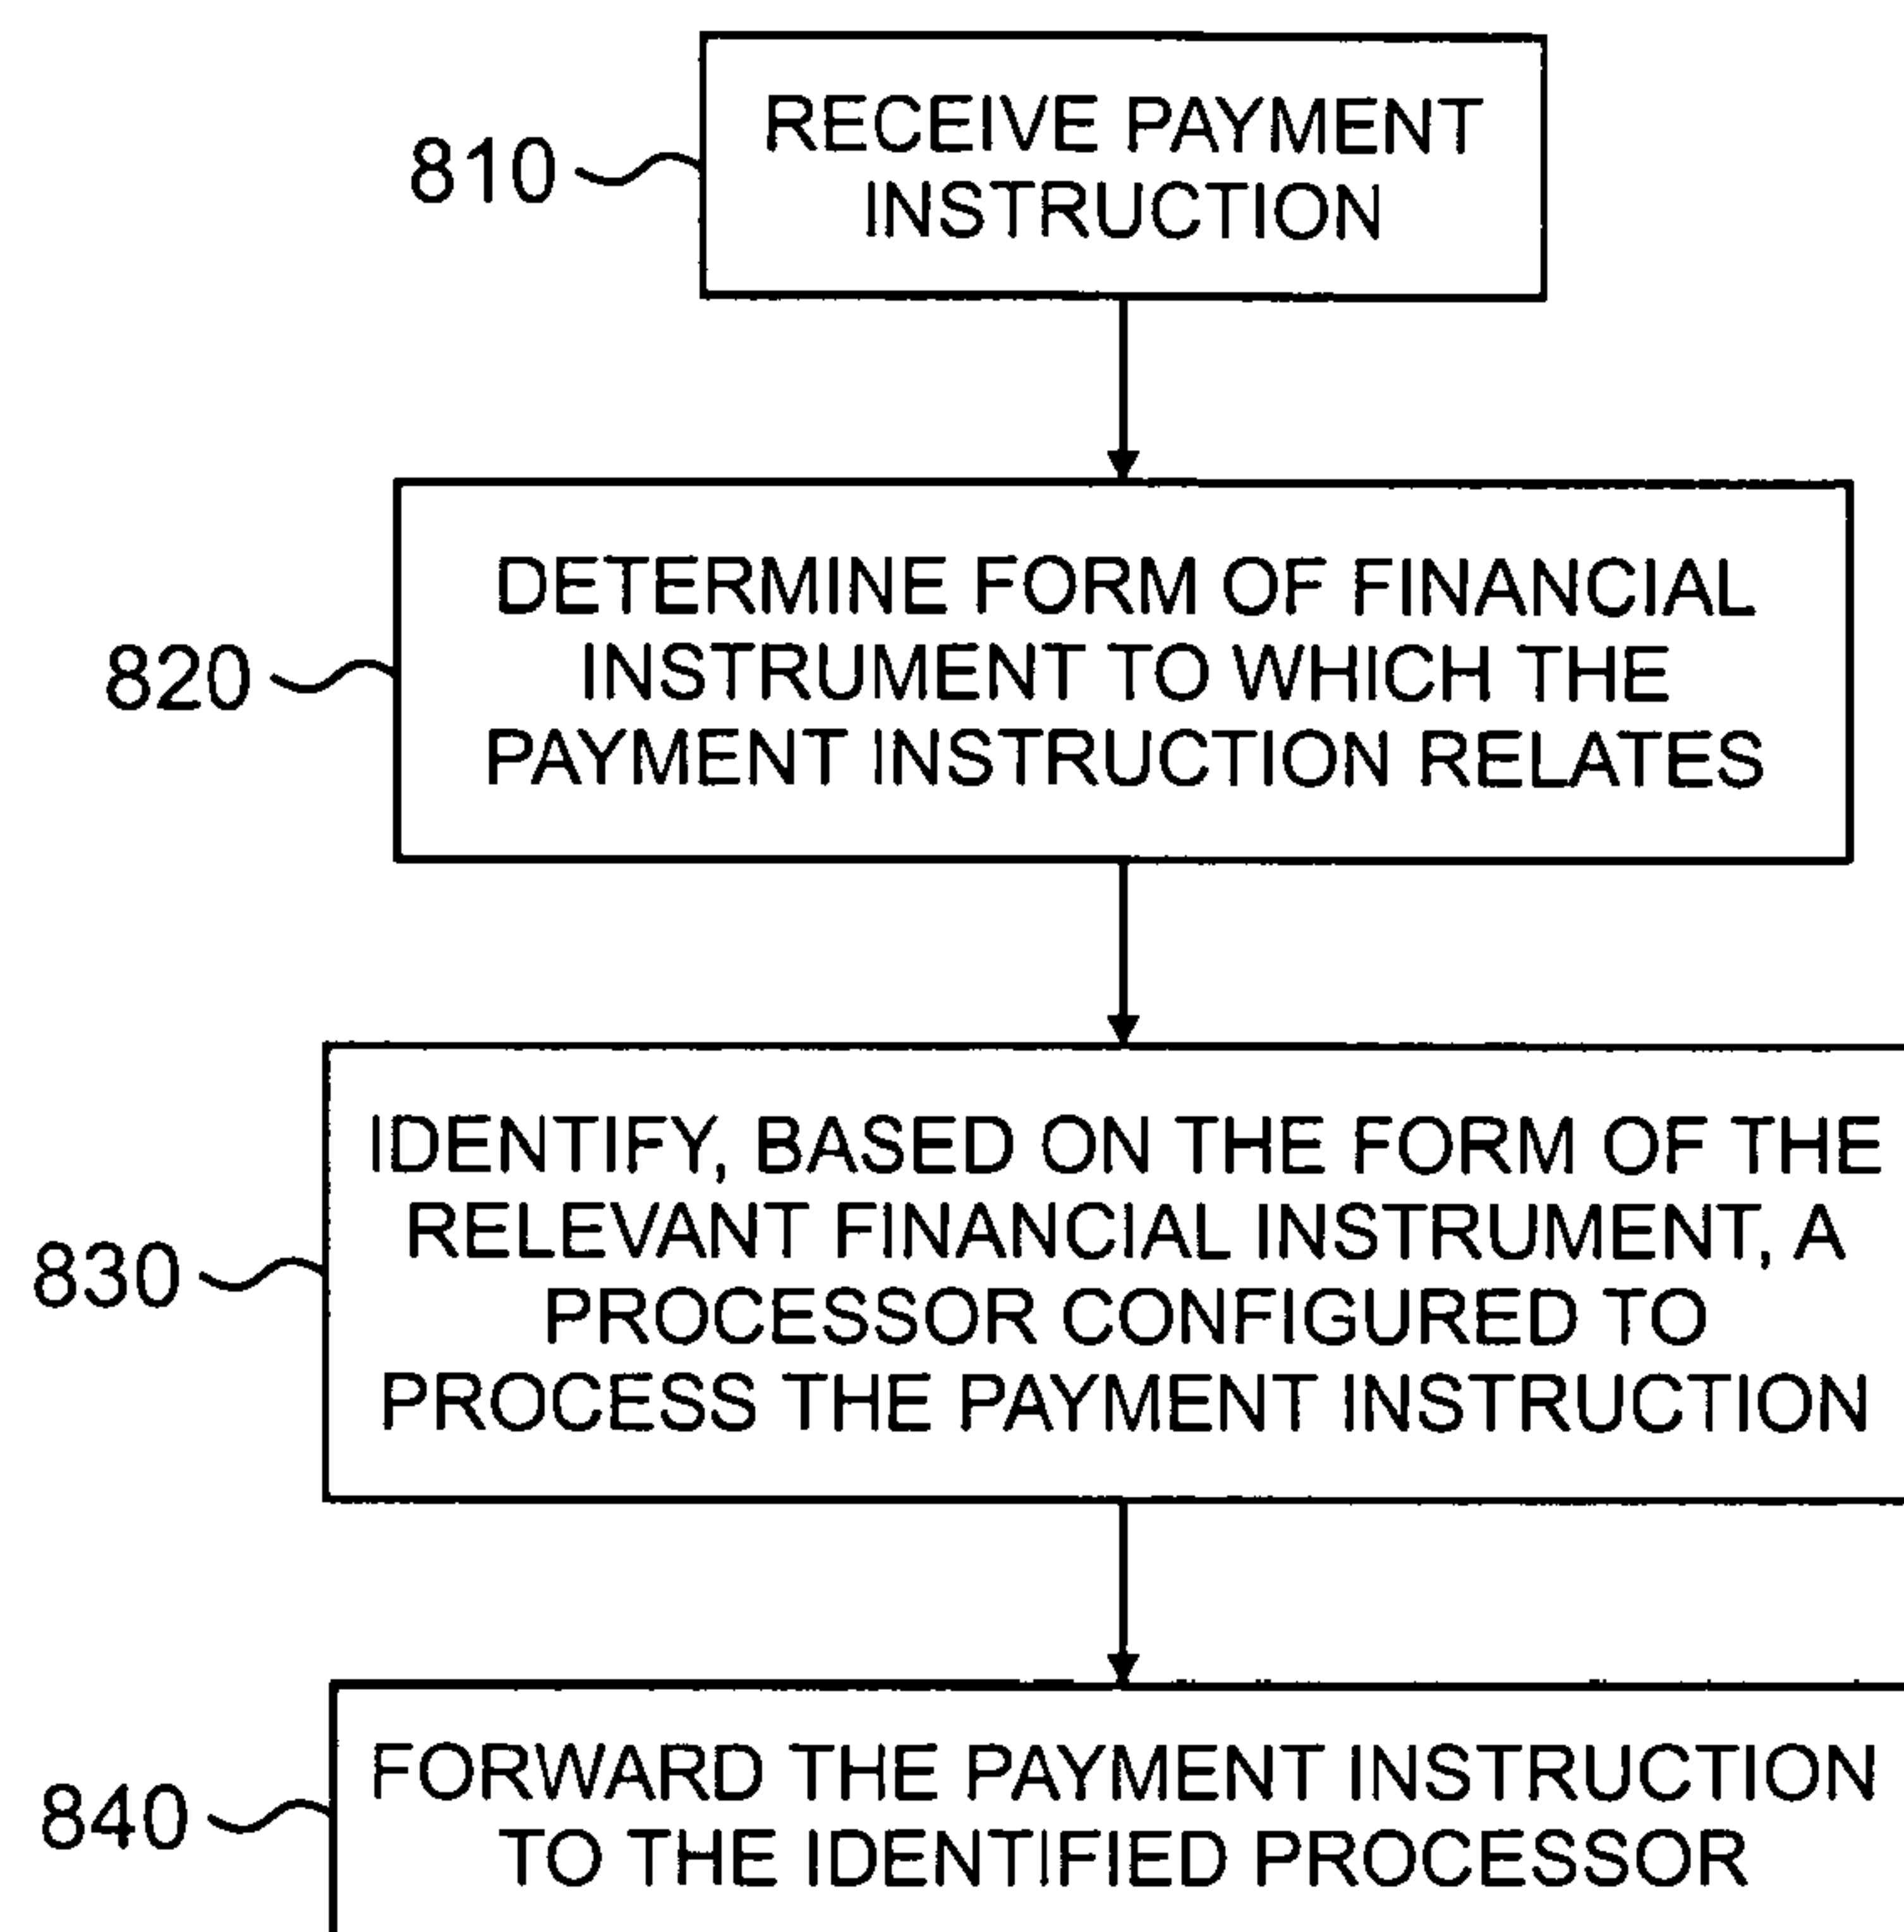 810
RECEIVE PAYMENT
INSTRUCTION
820
DETERMINE FORM OF FINANCIAL
INSTRUMENT TO WHICH THE
PAYMENT INSTRUCTION RELATES
830
IDENTIFY, BASED ON THE FORM OF THE
RELEVANT FINANCIAL INSTRUMENT, A
PROCESSOR CONFIGURED TO
PROCESS THE PAYMENT INSTRUCTION
840
FORWARD THE PAYMENT INSTRUCTION
TO THE IDENTIFIED PROCESSOR